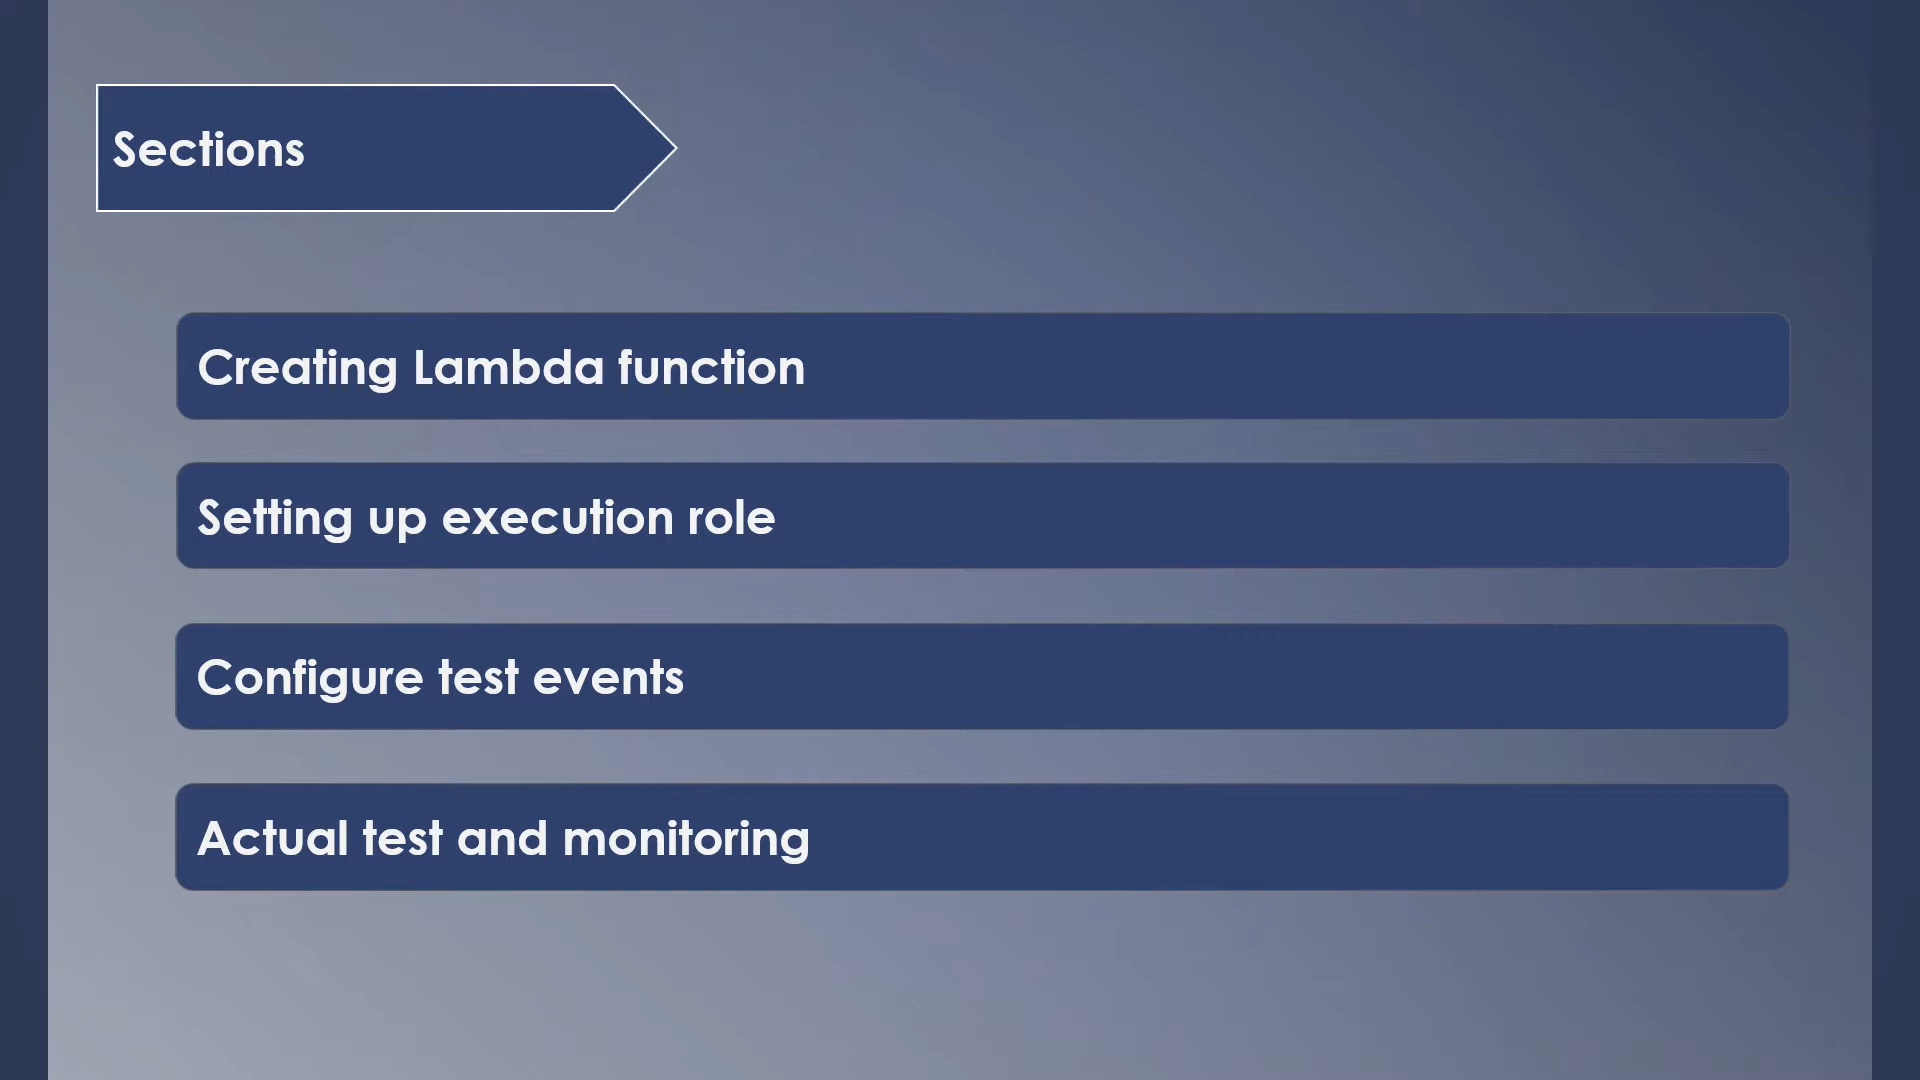 Sections
Creating Lambda function
Setting up execution role
Configure test events
Actual test and monitoring